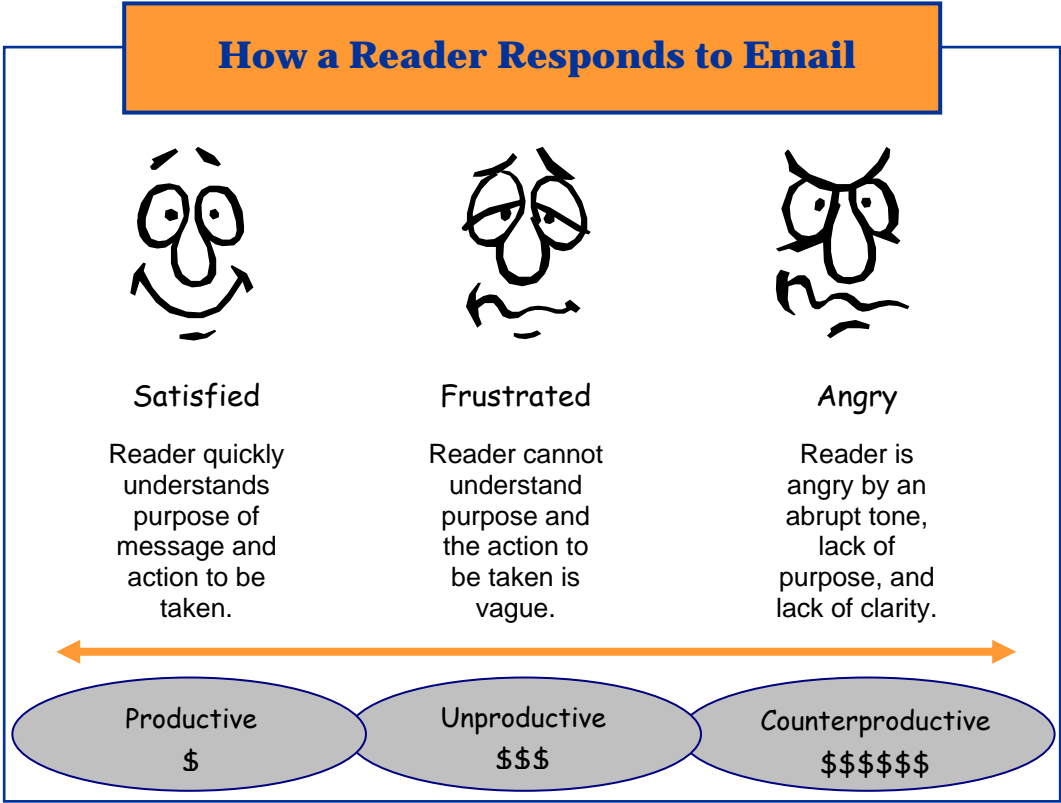 How a Reader Responds to Email
Satisfied
Reader quickly
understands
purpose of
message and
action to be
taken.
Frustrated
Reader cannot
understand
purpose and
the action to
be taken is
vague.
Angry
Reader is
angry by an
abrupt tone,
lack of
purpose, and
lack of clarity.
Productive
$
Unproductive
$$$
Counterproductive
$$$$$$